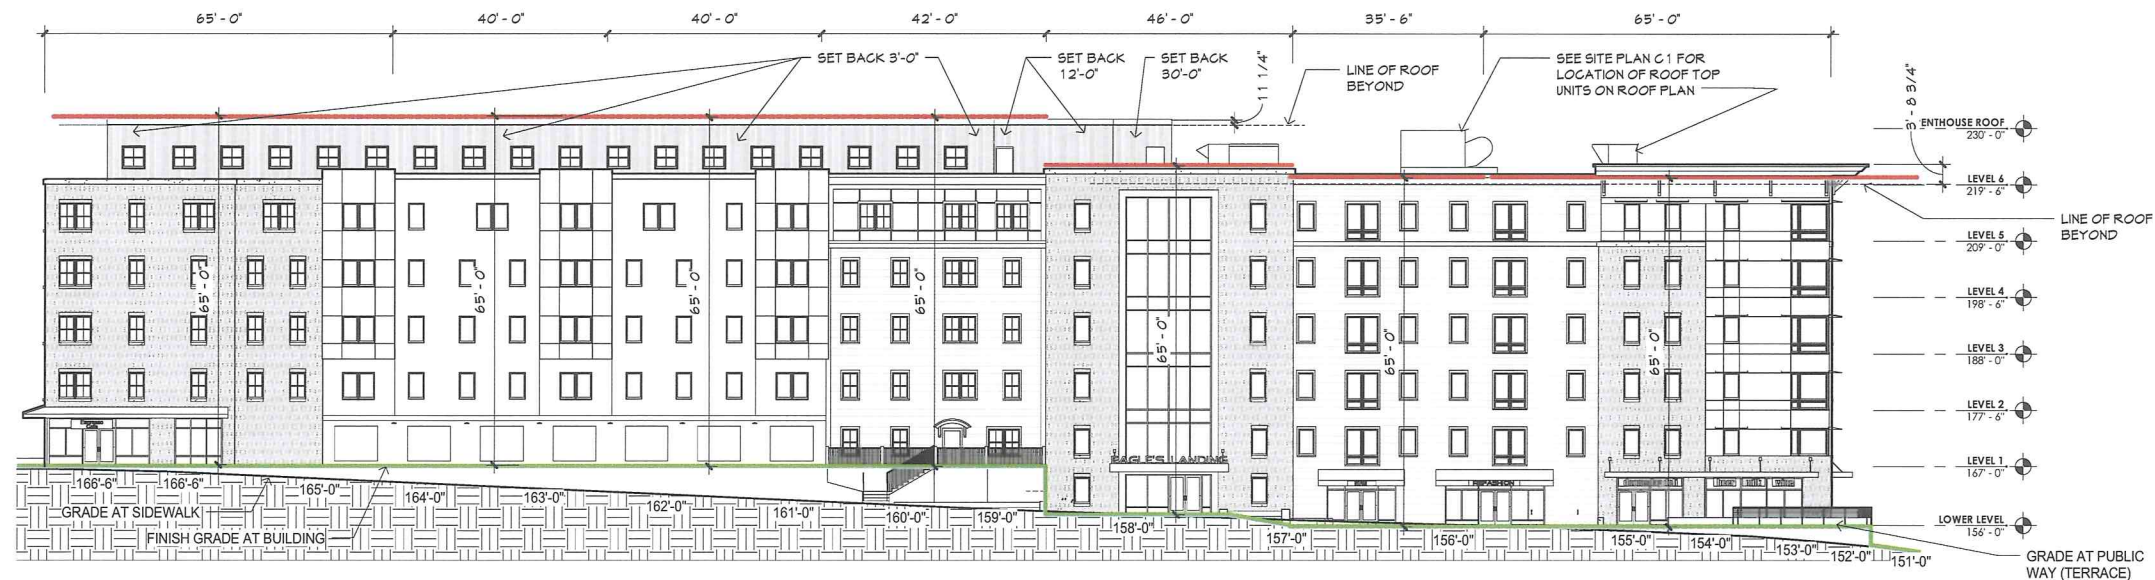 65'-0"
40'-0"
40'-0"
42'-0"
46'-0"
35'-6"
65'-0"
SET BACK 3'-0"
SET BACK
12'-0"
SET BACK
30'-0"
11 1/4"
LINE OF ROOF
BEYOND
SEE SITE PLAN C1 FOR
LOCATION OF ROOF TOP
UNITS ON ROOF PLAN
3'-8 3/4"
ENTHOUSE ROOF
230' - 0"
LEVEL 6
219' - 6"
LINE OF ROOF
BEYOND
LEVEL 5
209' - 0"
LEVEL 4
198' - 6"
LEVEL 3
188' - 0"
LEVEL 2
177' - 6"
LEVEL 1
167' - 0"
LOWER LEVEL
156' - 0"
65'-0"
65'-0"
65'-0"
65'-0"
65'-0"
65'-0"
65'-0"
EAGLE'S LANDING
166'-6"
166'-6"
165'-0"
164'-0"
163'-0"
162'-0"
161'-0"
160'-0"
159'-0"
158'-0"
157'-0"
156'-0"
155'-0"
154'-0"
153'-0"
152'-0"
151'-0"
GRADE AT SIDEWALK
FINISH GRADE AT BUILDING
GRADE AT PUBLIC
WAY (TERRACE)